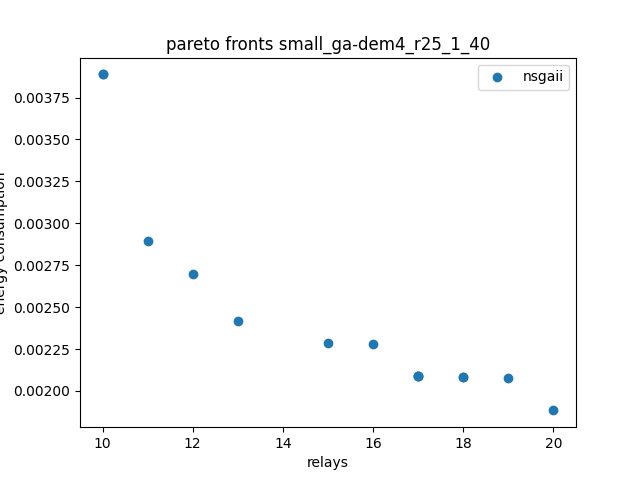 pareto fronts small_ga-dem4_r25_1_40
nsgaii
0.00375
0.00350
0.00325
0.00300
0.00275
0.00250
0.00225
0.00200
energy consumption
10 12 14 16 18 20
relays